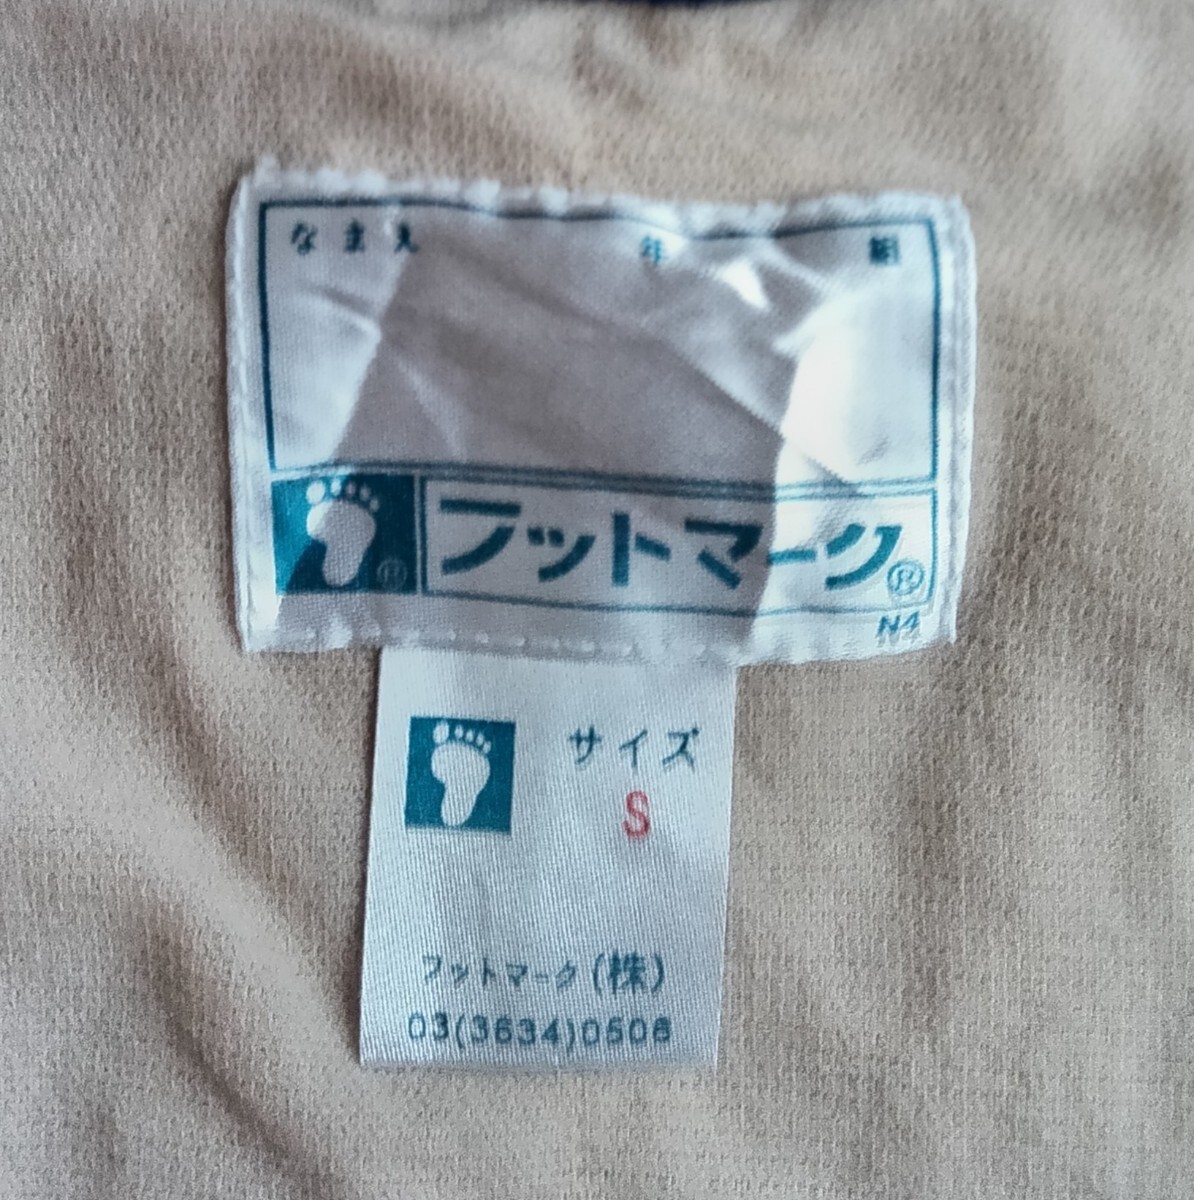 なまえ 年 組
® フットマーク®
N4
サイズ
S
フットマーク(株)
03(3634)0506